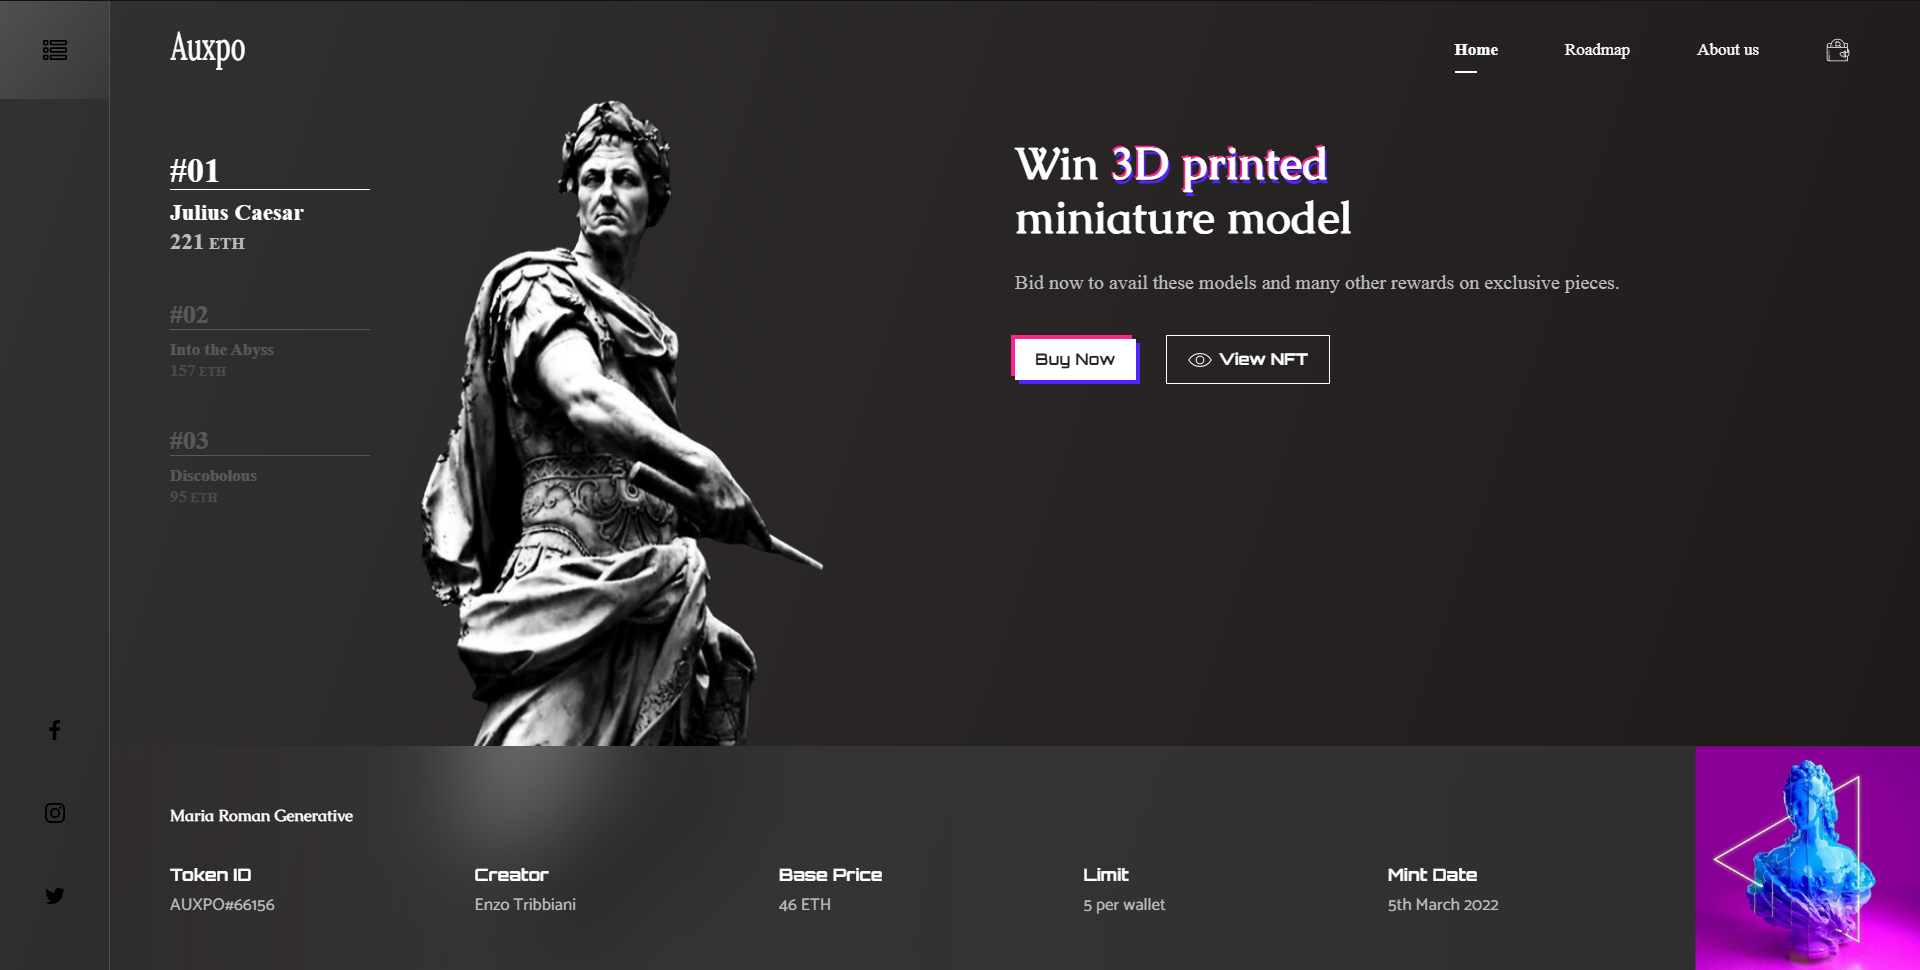 Auxpo
Home
Roadmap
About us
#01
Julius Caesar
221 ETH
#02
Into the Abyss
157 ETH
#03
Discobolous
95 ETH
Win 3D printed
miniature model
Bid now to avail these models and many other rewards on exclusive pieces.
Buy Now
View NFT
Maria Roman Generative
Token ID
AUXPO#66156
Creator
Enzo Tribbiani
Base Price
46 ETH
Limit
5 per wallet
Mint Date
5th March 2022